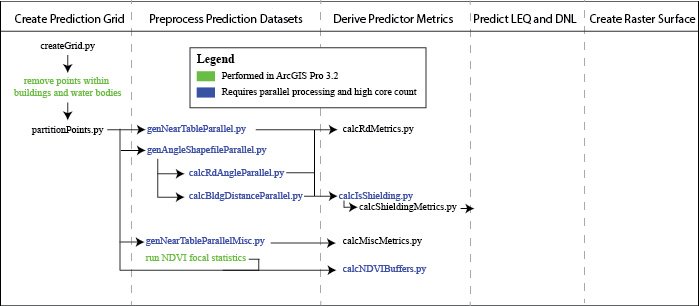 Create Prediction Grid
Preprocess Prediction Datasets
Derive Predictor Metrics
Predict LEQ and DNL
Create Raster Surface
createGrid.py
remove points within
buildings and water bodies
partitionPoints.py
Legend
Performed in ArcGIS Pro 3.2
Requires parallel processing and high core count
genNearTableParallel.py
calcRdMetrics.py
genAngleShapefileParallel.py
calcRdAngleParallel.py
calcBldgDistanceParallel.py
calcIsShielding.py
calcShieldingMetrics.py
genNearTableParallelMisc.py
calcMiscMetrics.py
run NDVI focal statistics
calcNDVIBuffers.py